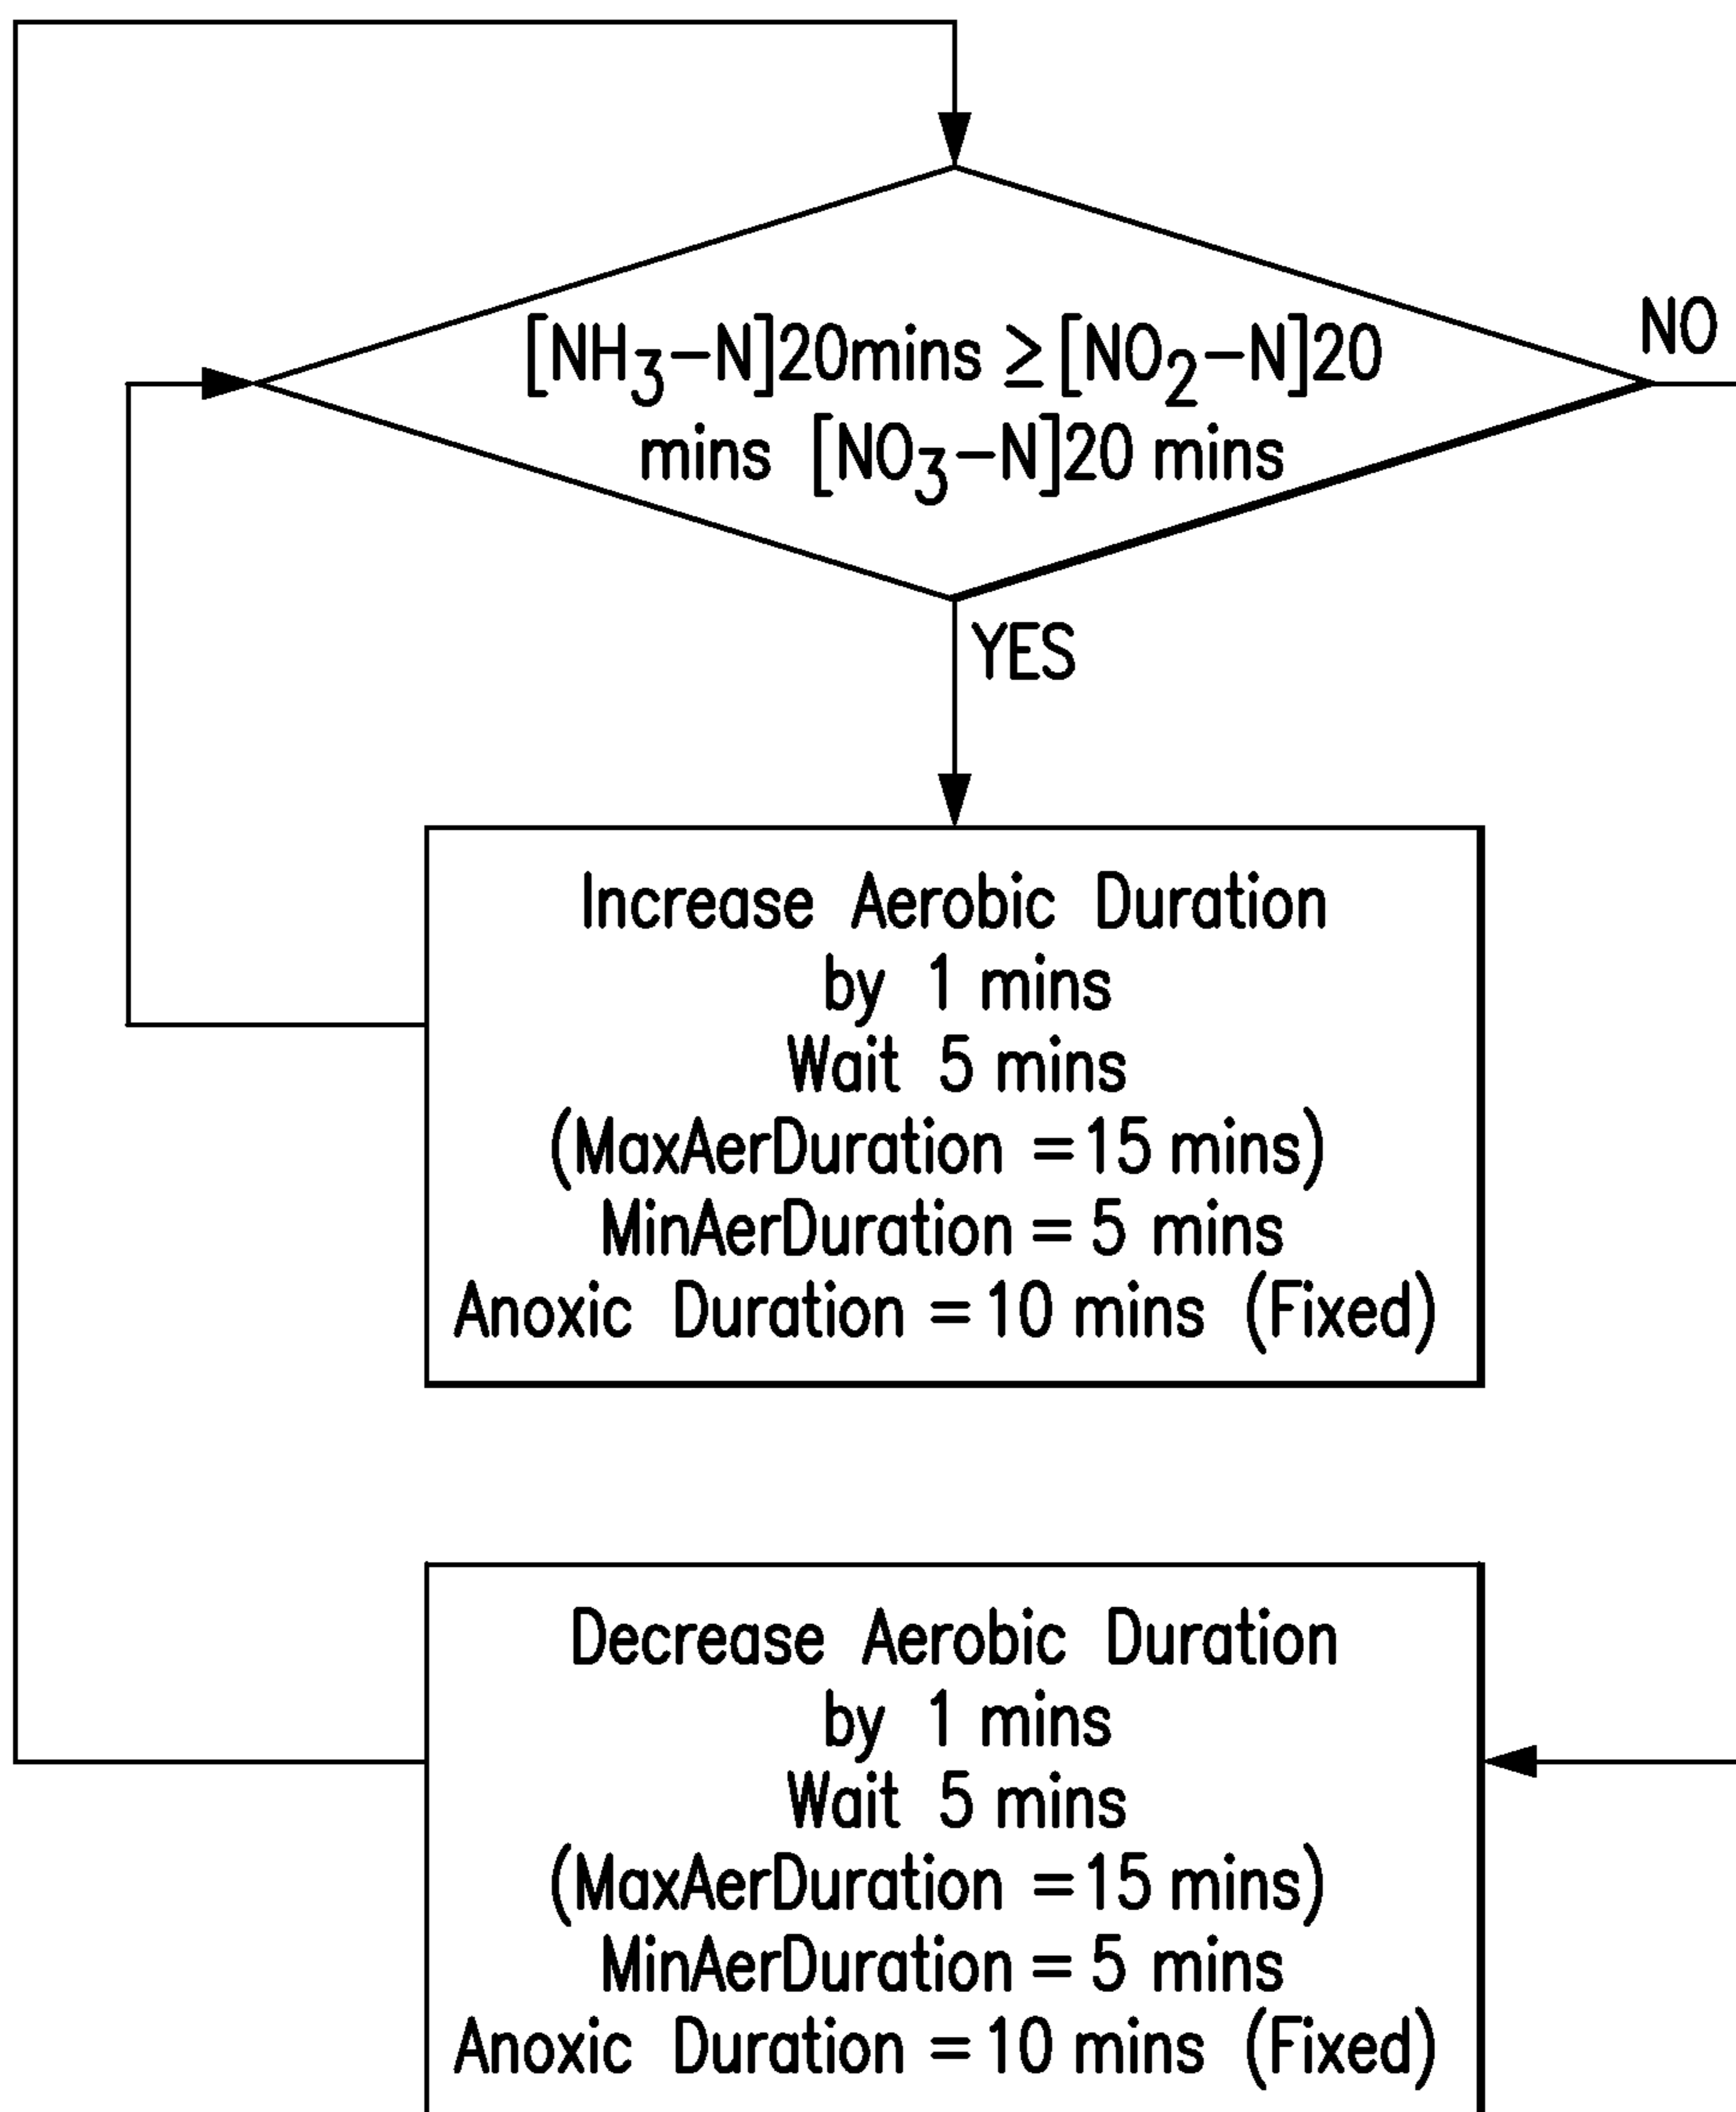 [NH₃-N]20mins ≥ [NO₂-N]20
mins [NO₃-N]20 mins
NO
YES
Increase Aerobic Duration
by 1 mins
Wait 5 mins
(MaxAerDuration = 15 mins)
MinAerDuration = 5 mins
Anoxic Duration = 10 mins (Fixed)
Decrease Aerobic Duration
by 1 mins
Wait 5 mins
(MaxAerDuration = 15 mins)
MinAerDuration = 5 mins
Anoxic Duration = 10 mins (Fixed)